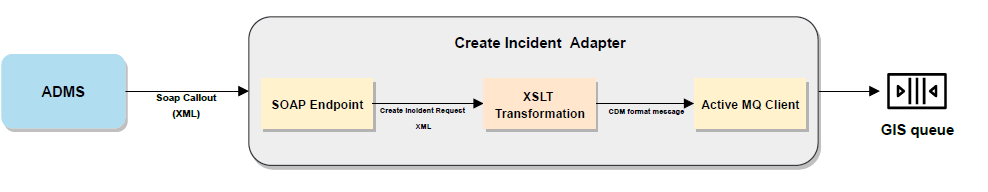 Create Incident  Adapter
ADMS
Soap Callout
(XML)
SOAP Endpoint
Create Incident Request
XML
XSLT
Transformation
CDM format message
Active MQ Client
GIS queue